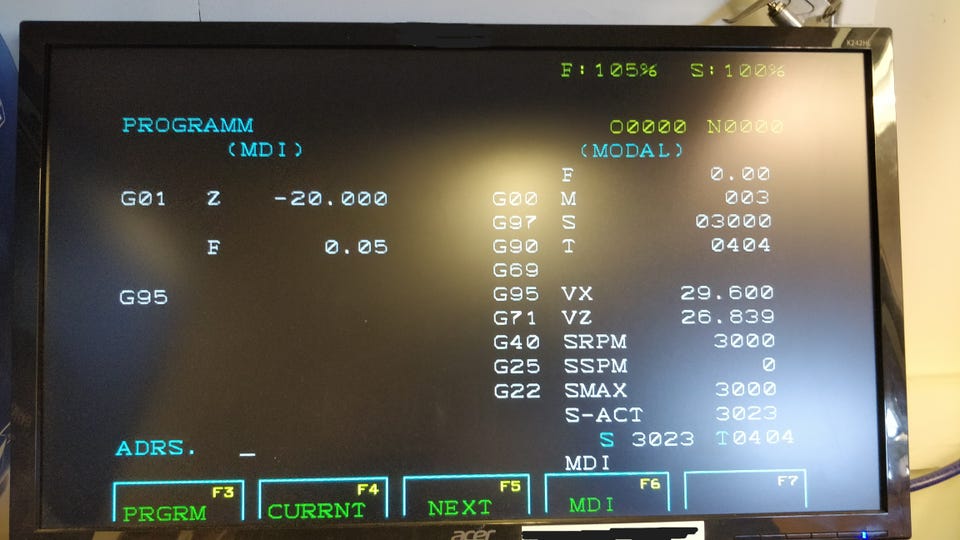 K242HL
F:105% S:100%
PROGRAMM O0000 N0000
(MDI) (MODAL)
F 0.00
G01 Z -20.000 G00 M 003
G97 S 03000
F 0.05 G90 T 0404
G69
G95 G95 VX 29.600
G71 VZ 26.839
G40 SRPM 3000
G25 SSPM 0
G22 SMAX 3000
S-ACT 3023
S 3023 T0404
ADRS. _
MDI
F3 F4 F5 F6 F7
PRGRM CURRNT NEXT MDI
acer